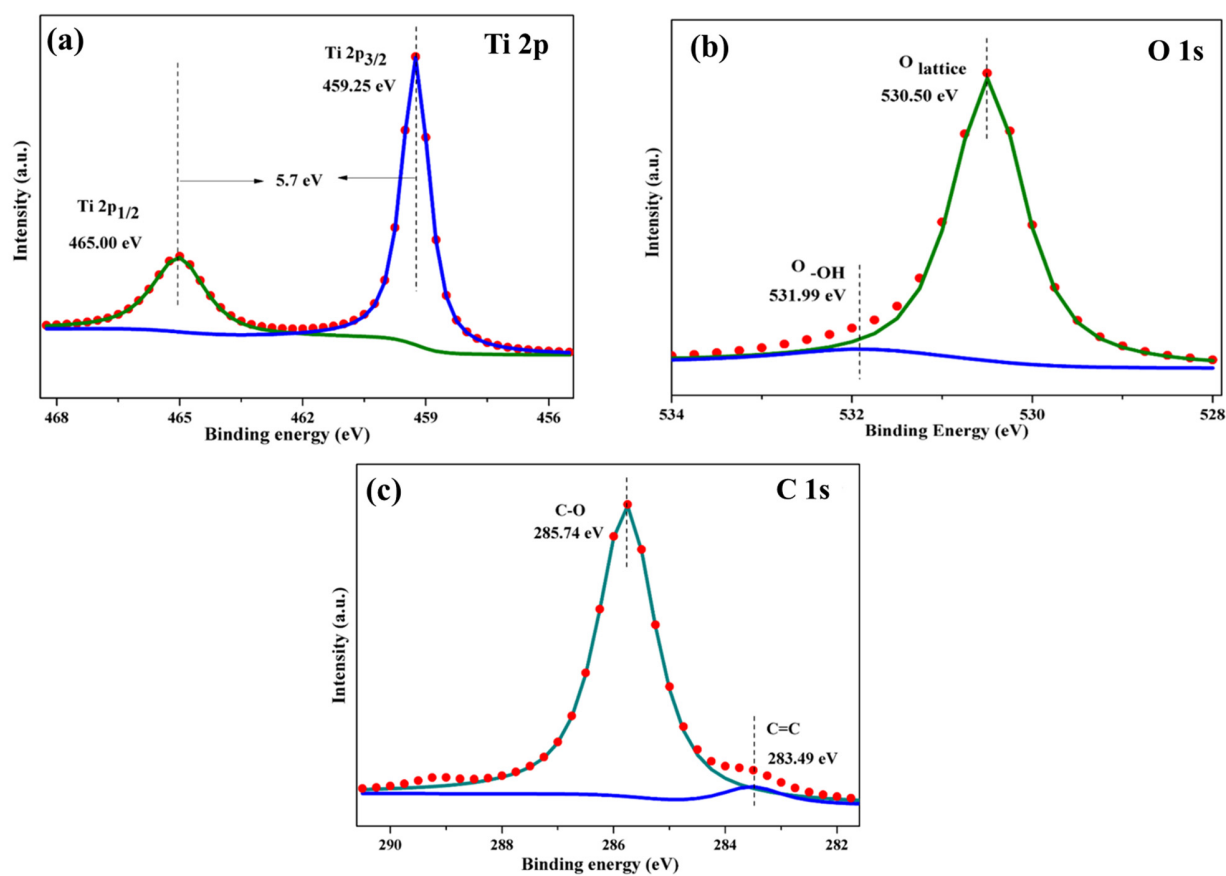 (a)
Ti 2p
Ti 2p3/2
459.25 eV
5.7 eV
Ti 2p1/2
465.00 eV
Intensity (a.u.)
468 465 462 459 456
Binding energy (eV)
(b)
O 1s
O lattice
530.50 eV
O -OH
531.99 eV
Intensity (a.u.)
534 532 530 528
Binding Energy (eV)
(c)
C 1s
C-O
285.74 eV
C=C
283.49 eV
Intensity (a.u.)
290 288 286 284 282
Binding energy (eV)